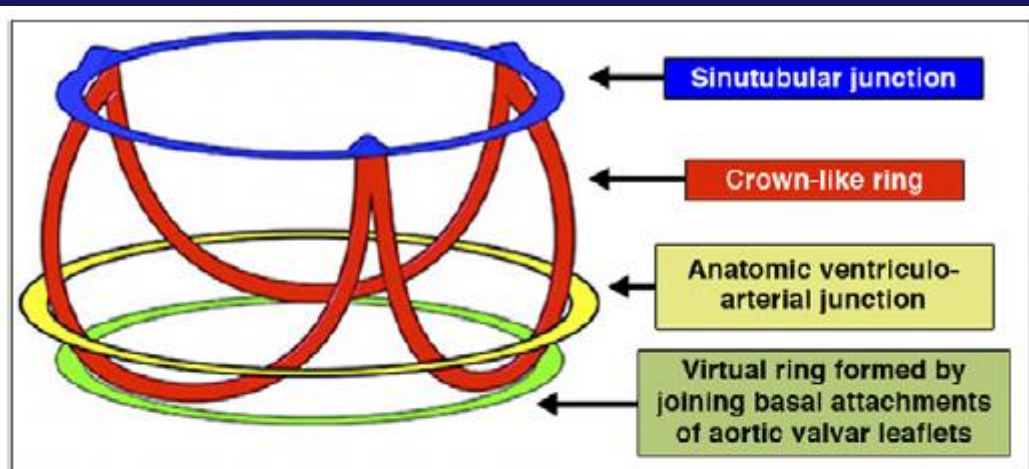 Sinutubular junction
Crown-like ring
Anatomic ventriculo-
arterial junction
Virtual ring formed by
joining basal attachments
of aortic valvar leaflets